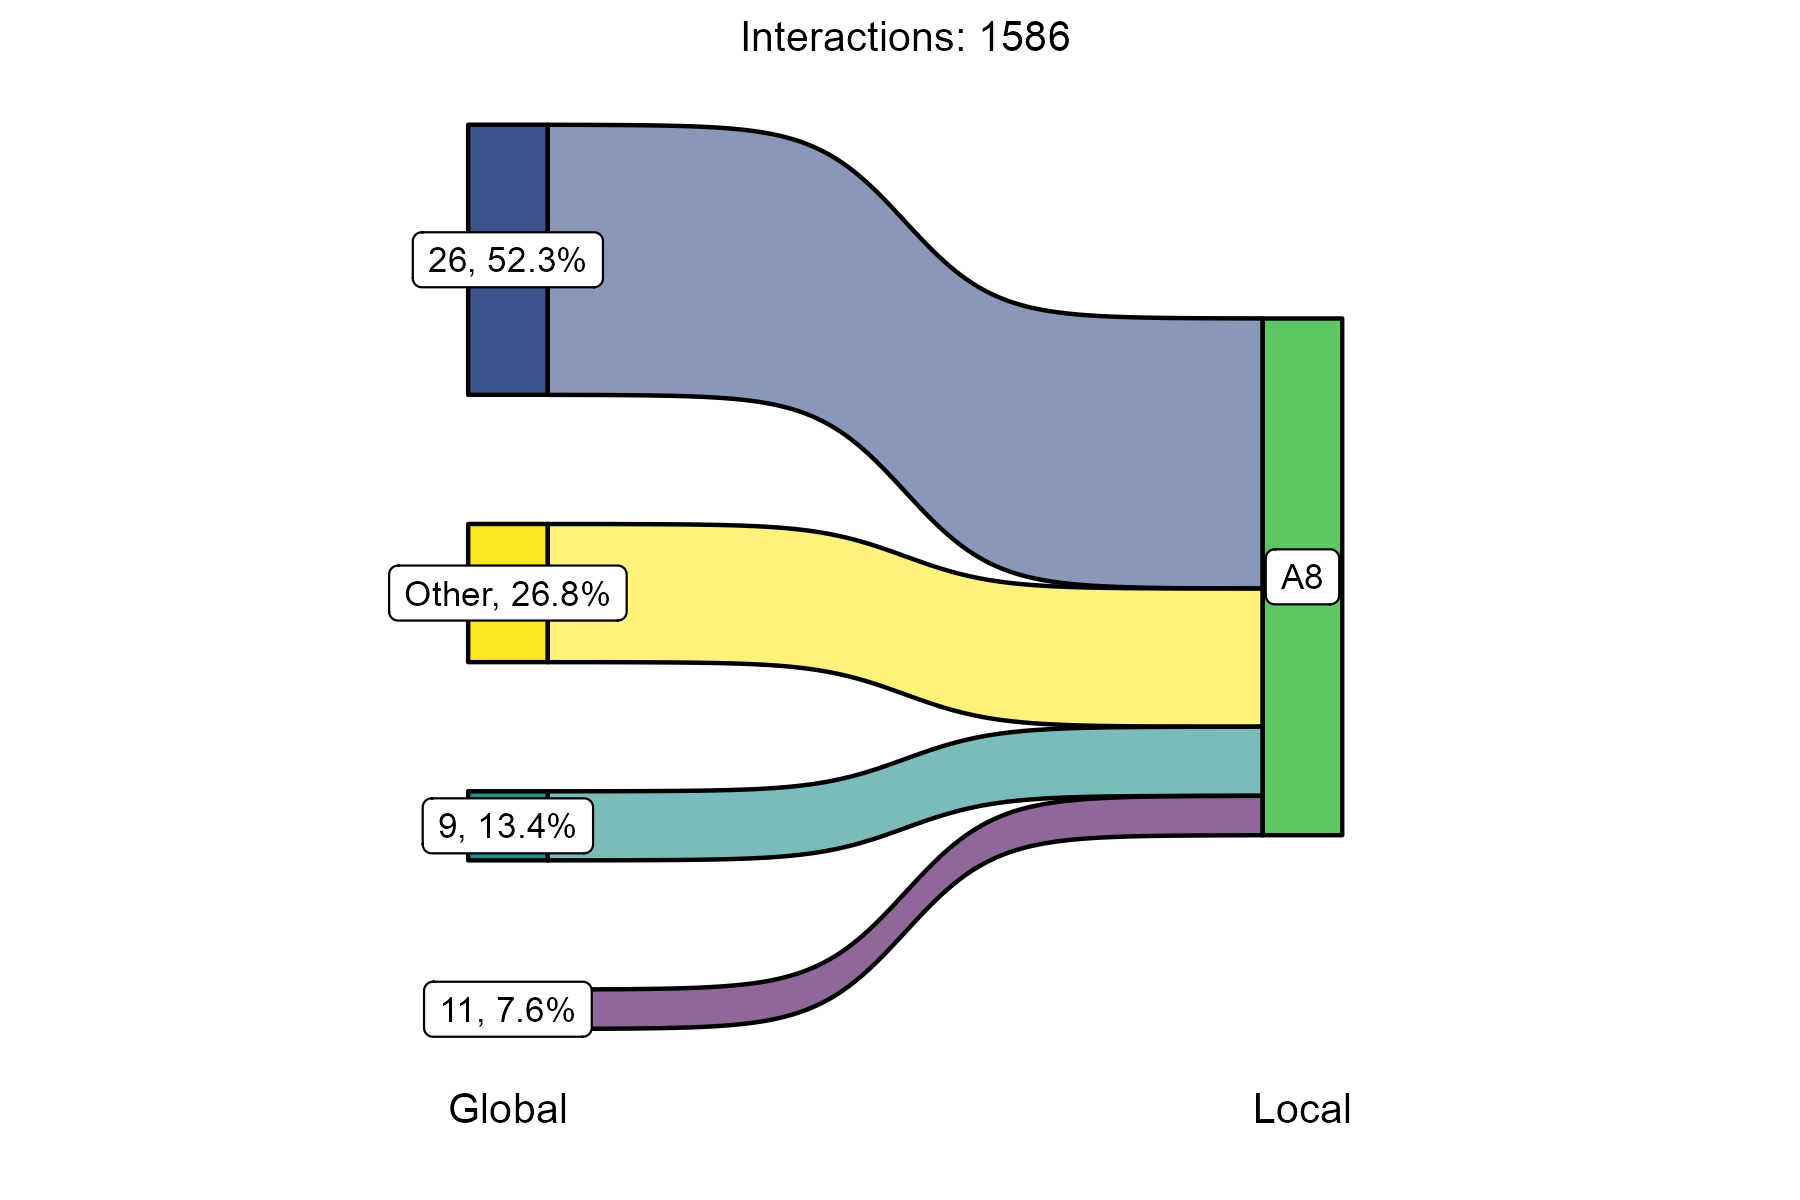 Interactions: 1586
26, 52.3%
A8
Other, 26.8%
9, 13.4%
11, 7.6%
Global
Local